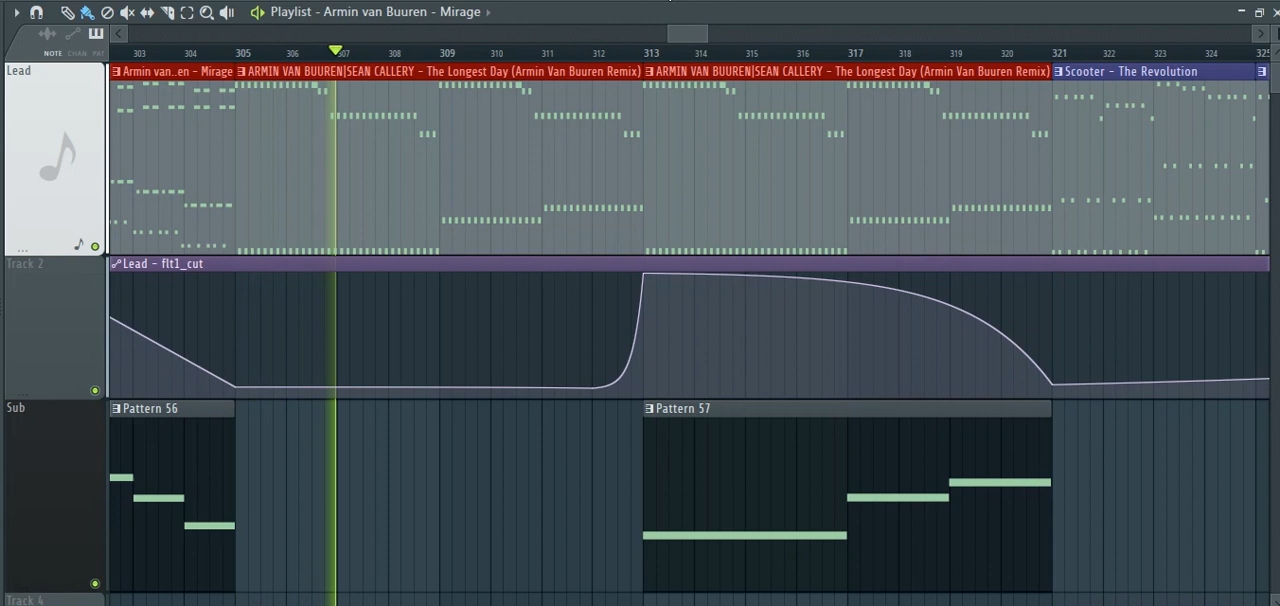 Playlist - Armin van Buuren - Mirage
NOTE CHAN PAT
303 304 305 306 307 308 309 310 311 312 313 314 315 316 317 318 319 320 321 322 323 324 325
Lead
Armin van..en - Mirage
ARMIN VAN BUUREN|SEAN CALLERY - The Longest Day (Armin Van Buuren Remix)
ARMIN VAN BUUREN|SEAN CALLERY - The Longest Day (Armin Van Buuren Remix)
Scooter - The Revolution
...
Track 2
Lead - flt1_cut
...
Sub
Pattern 56
Pattern 57
Track 4